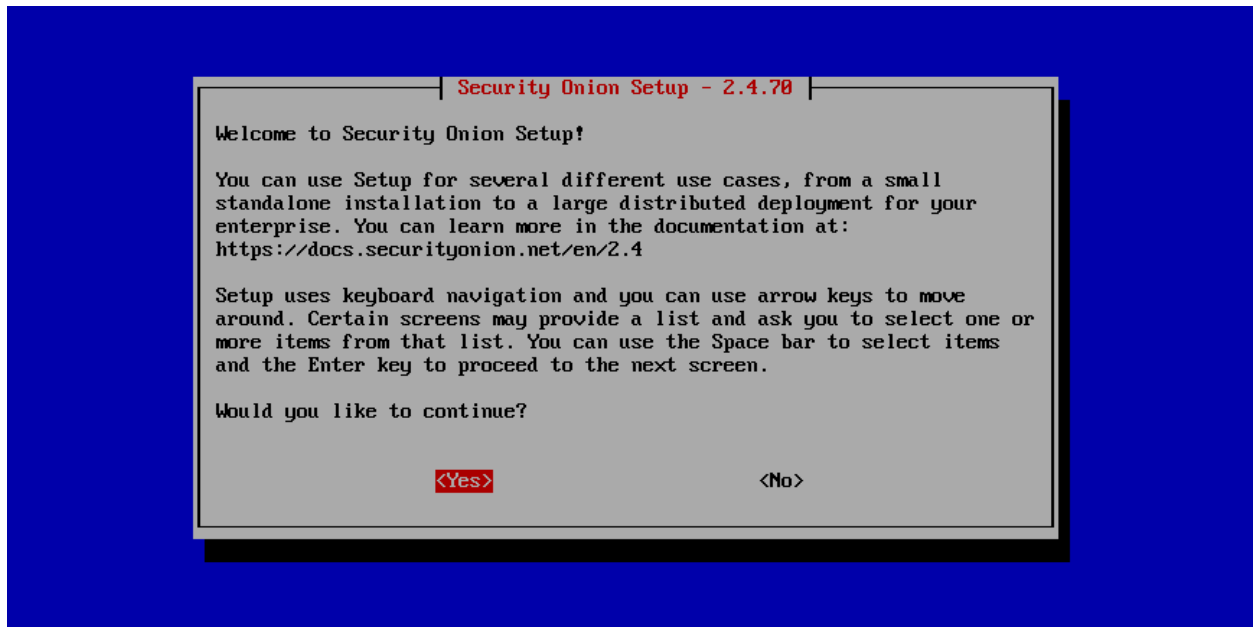 Security Onion Setup - 2.4.70
Welcome to Security Onion Setup!
You can use Setup for several different use cases, from a small
standalone installation to a large distributed deployment for your
enterprise. You can learn more in the documentation at:
https://docs.securityonion.net/en/2.4
Setup uses keyboard navigation and you can use arrow keys to move
around. Certain screens may provide a list and ask you to select one or
more items from that list. You can use the Space bar to select items
and the Enter key to proceed to the next screen.
Would you like to continue?
<Yes> <No>